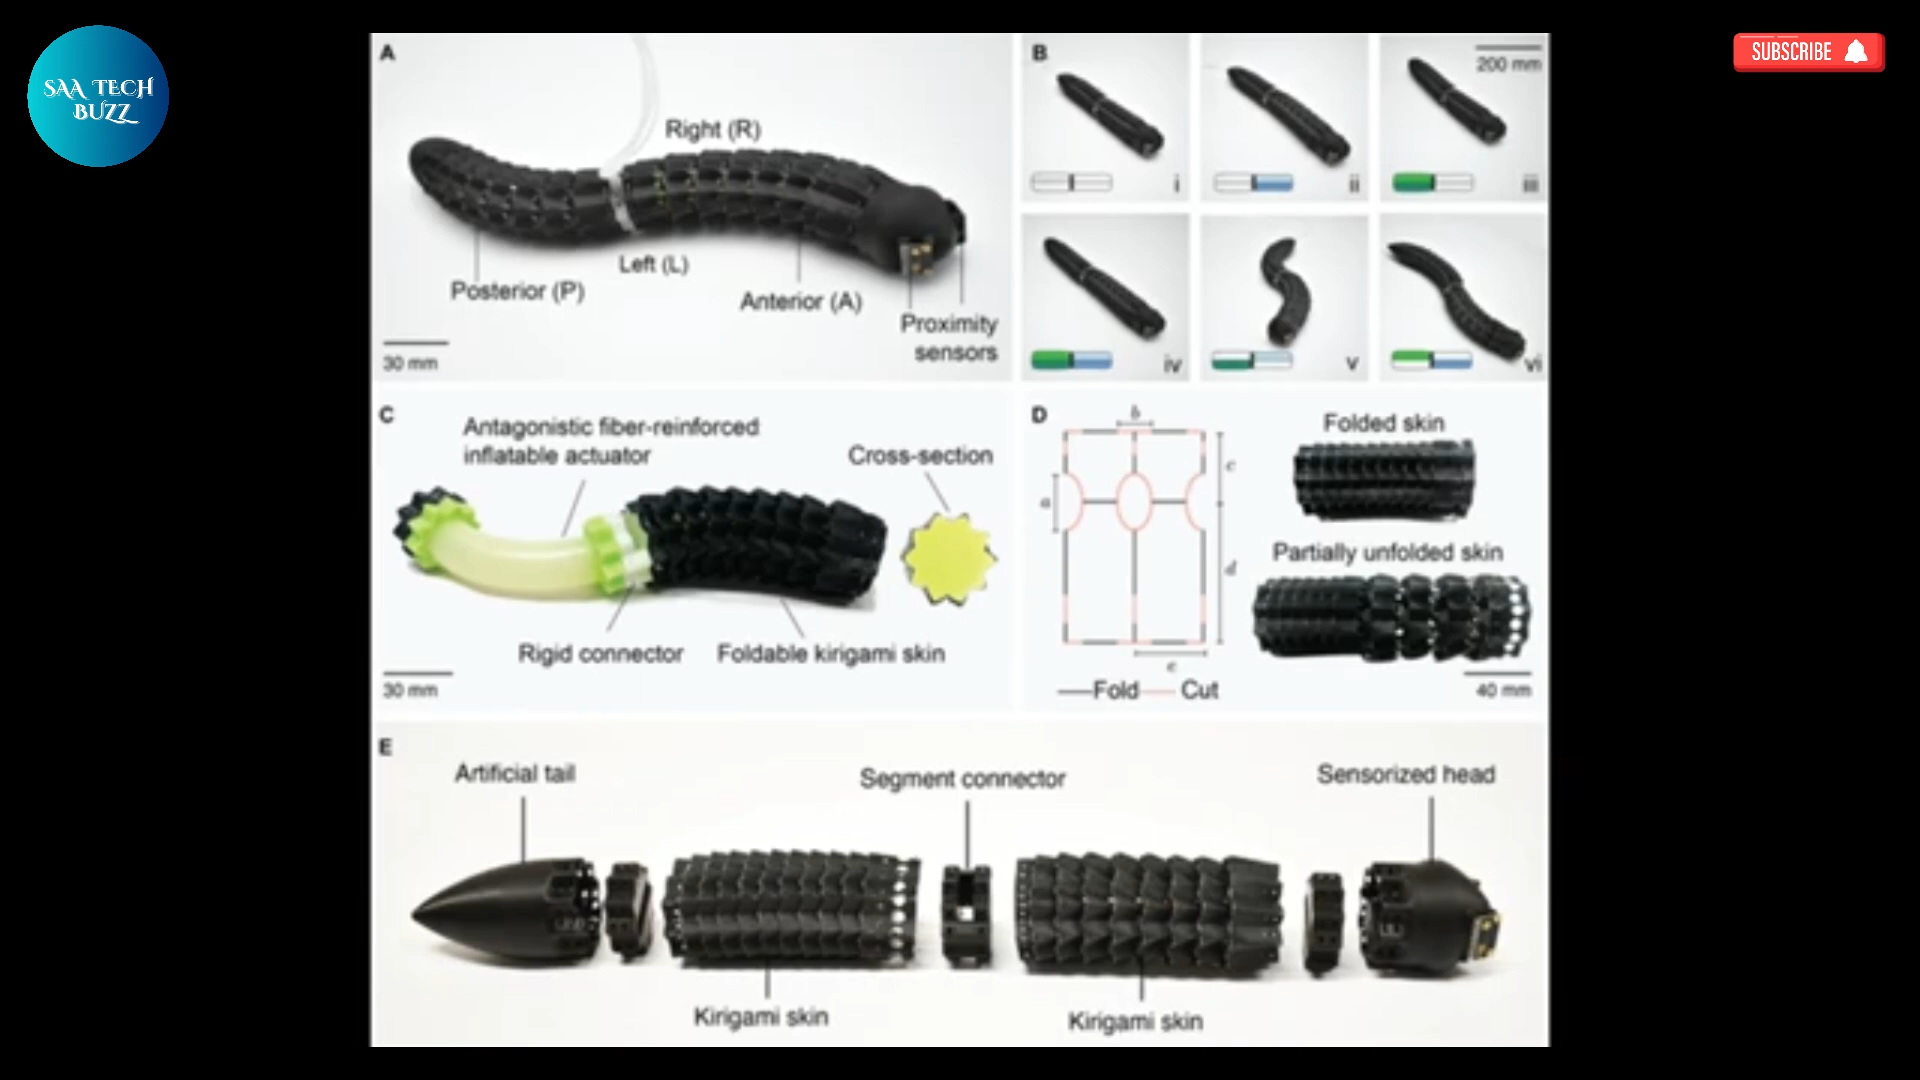 SAA TECH
BUZZ
SUBSCRIBE
A
Right (R)
Left (L)
Posterior (P)
Anterior (A)
Proximity
sensors
30 mm
B
200 mm
i
ii
iii
iv
v
vi
C
Antagonistic fiber-reinforced
inflatable actuator
Cross-section
Rigid connector
Foldable kirigami skin
30 mm
D
b
c
a
d
e
Fold
Cut
Folded skin
Partially unfolded skin
40 mm
E
Artificial tail
Segment connector
Sensorized head
Kirigami skin
Kirigami skin